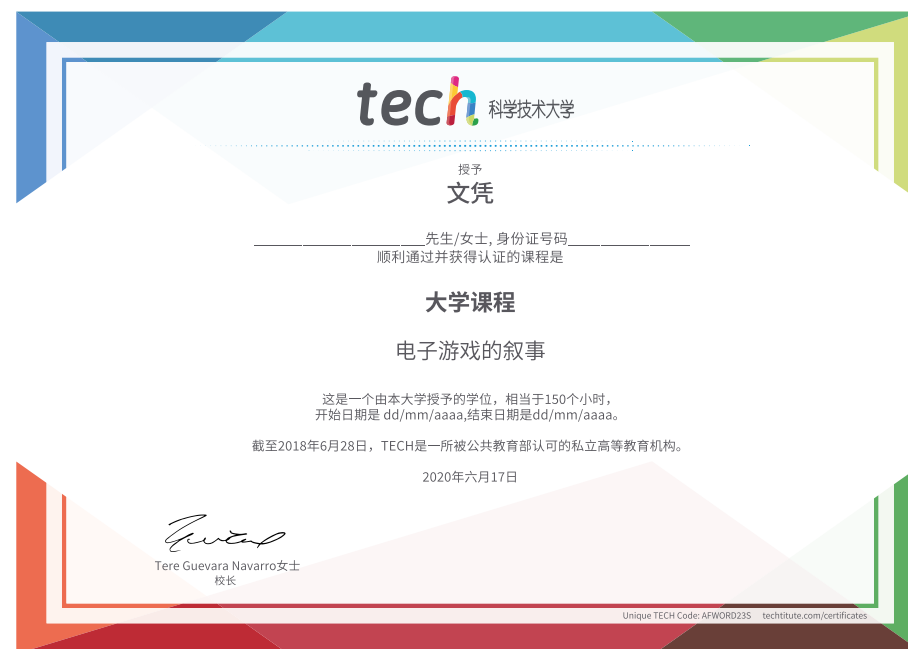 tech 科学技术大学
授予
文凭
先生/女士, 身份证号码
顺利通过并获得认证的课程是
大学课程
电子游戏的叙事
这是一个由本大学授予的学位，相当于150个小时，
开始日期是 dd/mm/aaaa,结束日期是dd/mm/aaaa。
截至2018年6月28日，TECH是一所被公共教育部认可的私立高等教育机构。
2020年六月17日
Tere Guevara Navarro女士
校长
Unique TECH Code: AFWORD23S techtitute.com/certificates